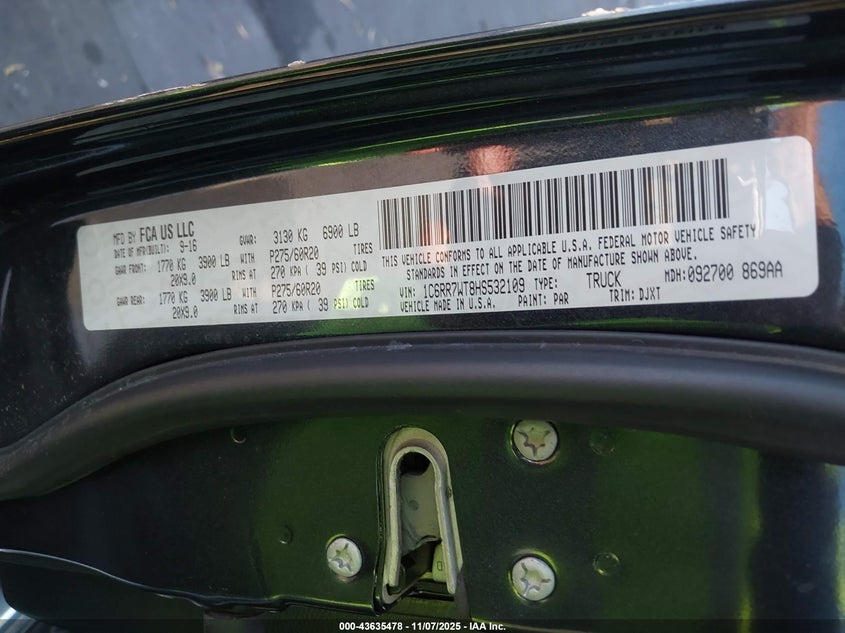 MFD BY FCA US LLC
DATE OF MFR(BUILT): 9-16 GVWR: 3130 KG 6900 LB
GAWR FRONT: 1770 KG 3900 LB WITH P275/60R20 TIRES
20X9.0 RIMS AT 270 KPA ( 39 PSI) COLD
GAWR REAR: 1770 KG 3900 LB WITH P275/60R20 TIRES
20X9.0 RIMS AT 270 KPA ( 39 PSI) COLD
THIS VEHICLE CONFORMS TO ALL APPLICABLE U.S.A. FEDERAL MOTOR VEHICLE SAFETY
STANDARDS IN EFFECT ON THE DATE OF MANUFACTURE SHOWN ABOVE.
VIN: 1C6RR7WT8HS532109 TYPE: TRUCK MDH: 092700 869AA
VEHICLE MADE IN U.S.A. PAINT: PAR TRIM: DJXT
000-43635478 - 11/07/2025 - IAA Inc.